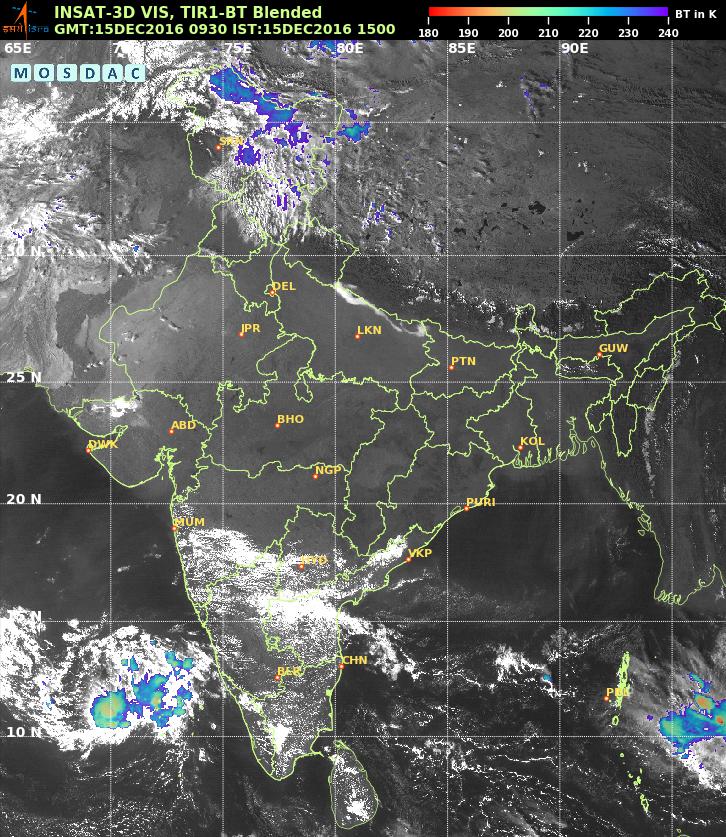 INSAT-3D VIS, TIR1-BT Blended
GMT:15DEC2016 0930 IST:15DEC2016 1500
BT in K
180 190 200 210 220 230 240
65E 75E 80E 85E 90E
MOSDAC
30 N
DEL
JPR
LKN
GUW
PTN
25 N
ABD
BHO
DWK
KOL
NGP
20 N
PURI
MUM
VKP
CHN
BLR
10 N